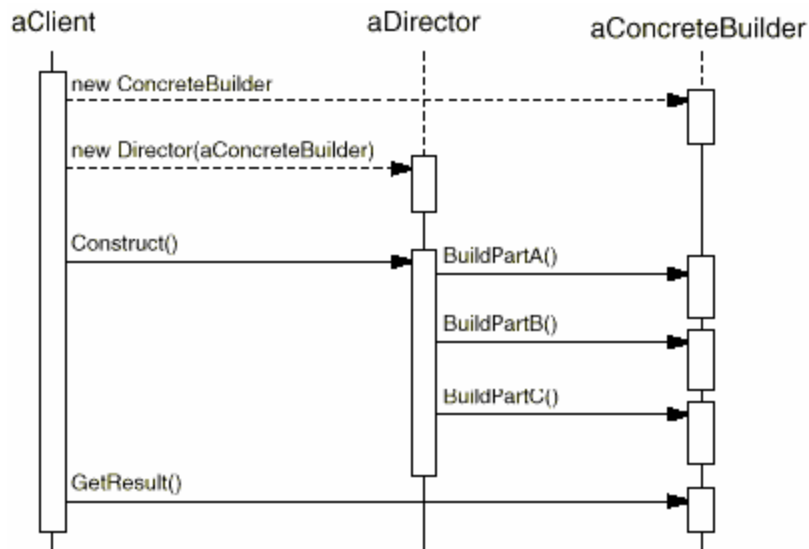 aClient
aDirector
aConcreteBuilder
new ConcreteBuilder
new Director(aConcreteBuilder)
Construct()
BuildPartA()
BuildPartB()
BuildPartC()
GetResult()